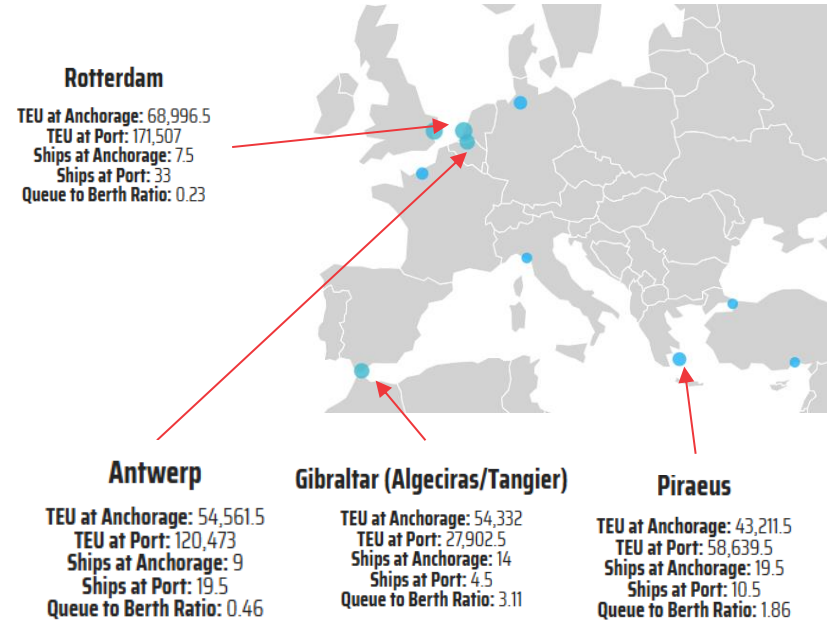 Rotterdam
TEU at Anchorage: 68,996.5
TEU at Port: 171,507
Ships at Anchorage: 7.5
Ships at Port: 33
Queue to Berth Ratio: 0.23
Antwerp
TEU at Anchorage: 54,561.5
TEU at Port: 120,473
Ships at Anchorage: 9
Ships at Port: 19.5
Queue to Berth Ratio: 0.46
Gibraltar (Algeciras/Tangier)
TEU at Anchorage: 54,332
TEU at Port: 27,902.5
Ships at Anchorage: 14
Ships at Port: 4.5
Queue to Berth Ratio: 3.11
Piraeus
TEU at Anchorage: 43,211.5
TEU at Port: 58,639.5
Ships at Anchorage: 19.5
Ships at Port: 10.5
Queue to Berth Ratio: 1.86